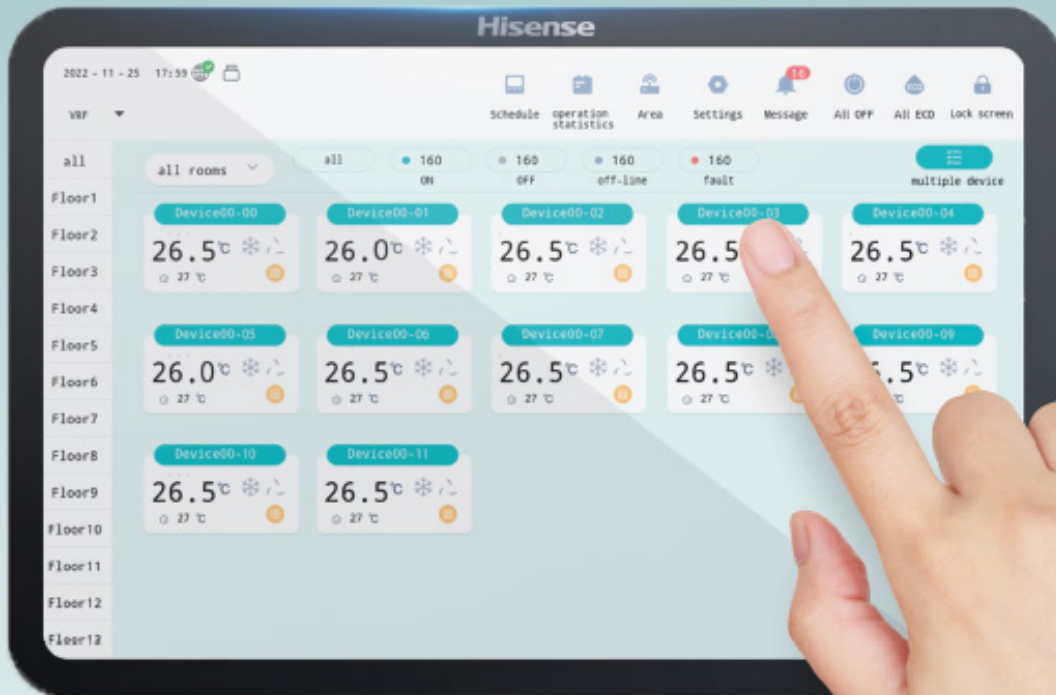 Hisense
2022 - 11 - 25 17:59
16
Schedule operation statistics Area Settings Message All OFF All ECO Lock screen
VRF
all
Floor1
Floor2
Floor3
Floor4
Floor5
Floor6
Floor7
Floor8
Floor9
Floor10
Floor11
Floor12
all rooms
all 160 160 160 160
ON OFF off-line fault
multiple device
Device00-00 Device00-01 Device00-02 Device00-03 Device00-04
26.5℃ 26.0℃ 26.5℃ 26.5 26.5℃
27 ℃ 27 ℃ 27 ℃ 27 ℃ 27 ℃
Device00-05 Device00-06 Device00-07 Device00-09
26.0℃ 26.5℃ 26.5℃ 26.5℃ .5℃
27 ℃ 27 ℃ 27 ℃ 27 ℃
Device00-10 Device00-11
26.5℃ 26.5℃
27 ℃ 27 ℃